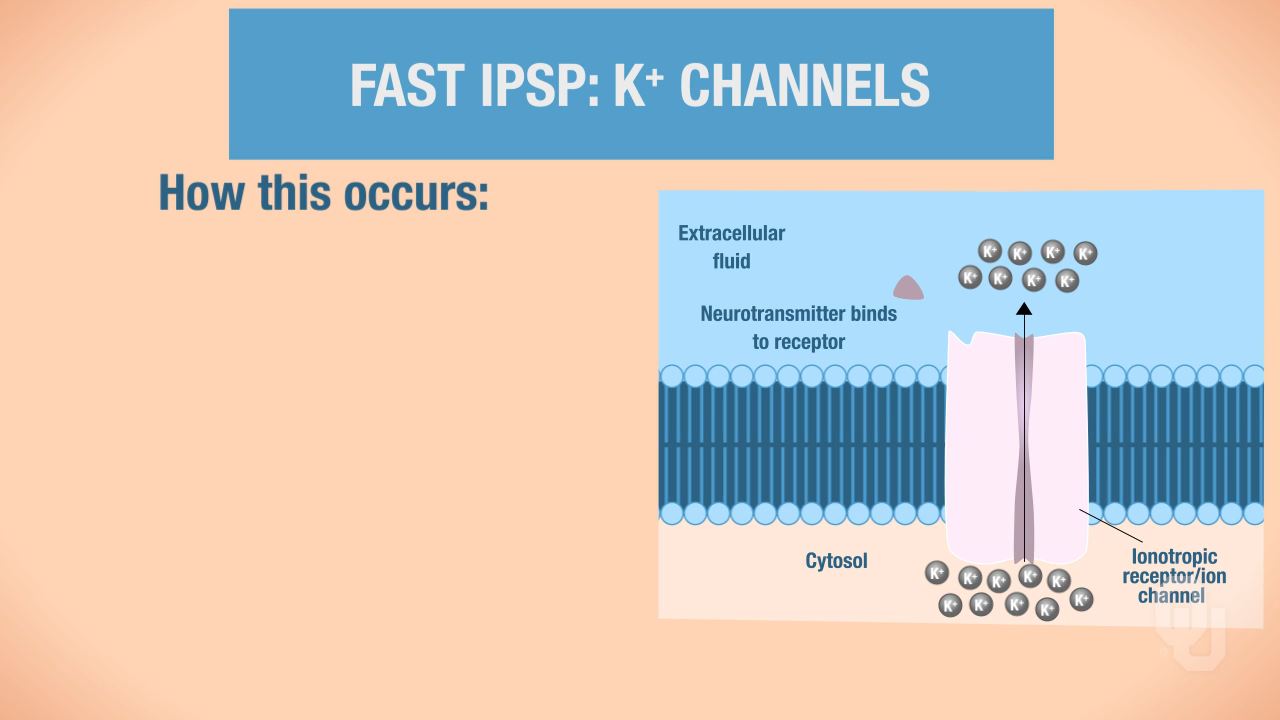 FAST IPSP: K⁺ CHANNELS
How this occurs:
Extracellular
fluid
K⁺ K⁺ K⁺ K⁺
K⁺ K⁺ K⁺ K⁺
Neurotransmitter binds
to receptor
Cytosol
Ionotropic
receptor/ion
channel
K⁺ K⁺ K⁺ K⁺ K⁺
K⁺ K⁺ K⁺ K⁺ K⁺